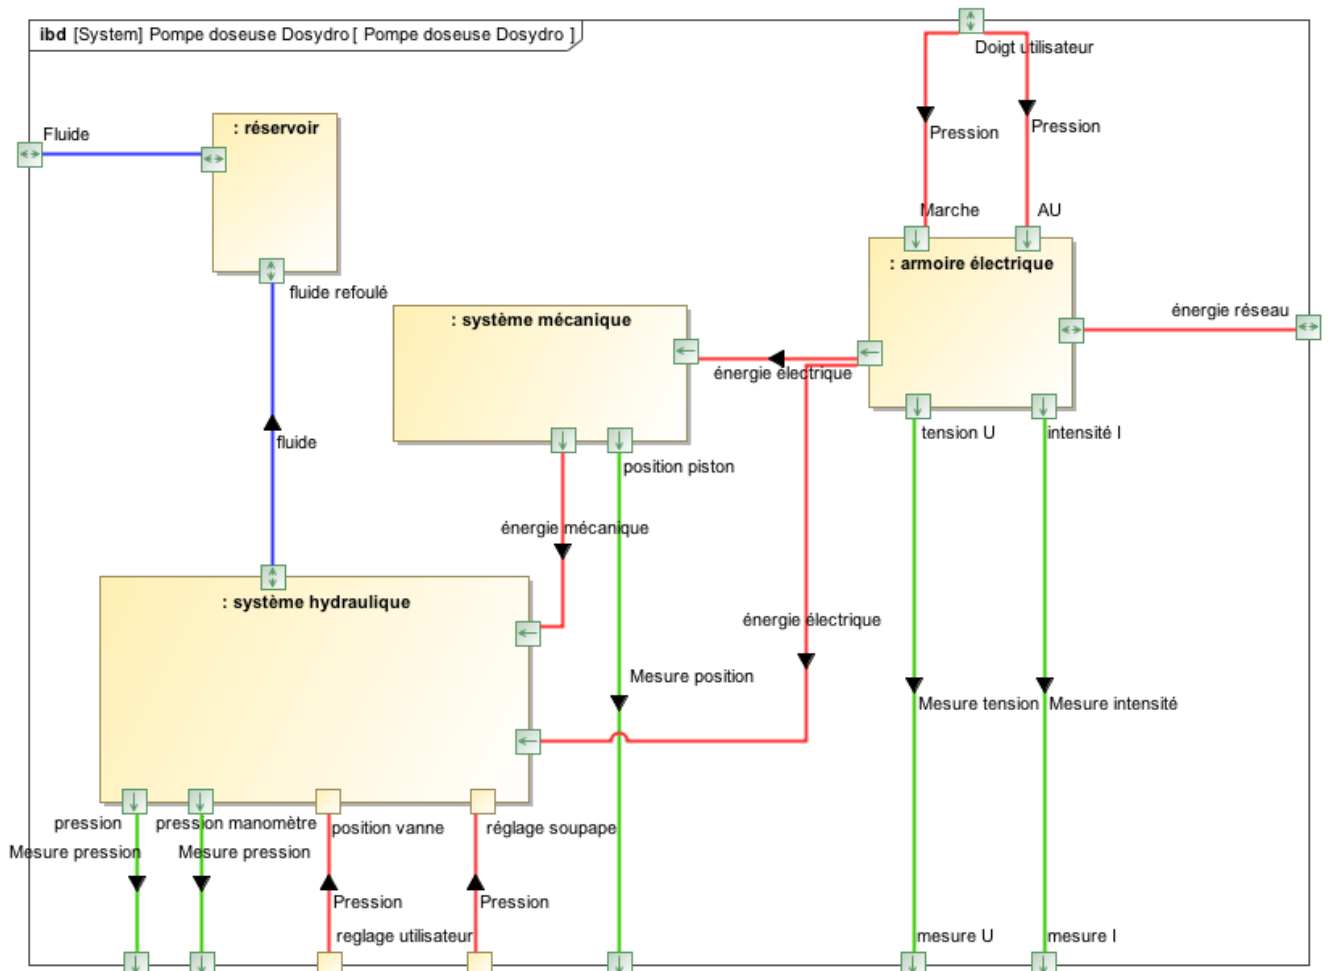 ibd [System] Pompe doseuse Dosydro [ Pompe doseuse Dosydro ]
Doigt utilisateur
Fluide
: réservoir
Pression
Pression
Marche
AU
: armoire électrique
fluide refoulé
énergie réseau
: système mécanique
énergie électrique
fluide
tension U
intensité I
position piston
énergie mécanique
: système hydraulique
énergie électrique
Mesure position
Mesure tension
Mesure intensité
pression
pression manomètre
position vanne
réglage soupape
Mesure pression
Mesure pression
Pression
Pression
reglage utilisateur
mesure U
mesure I